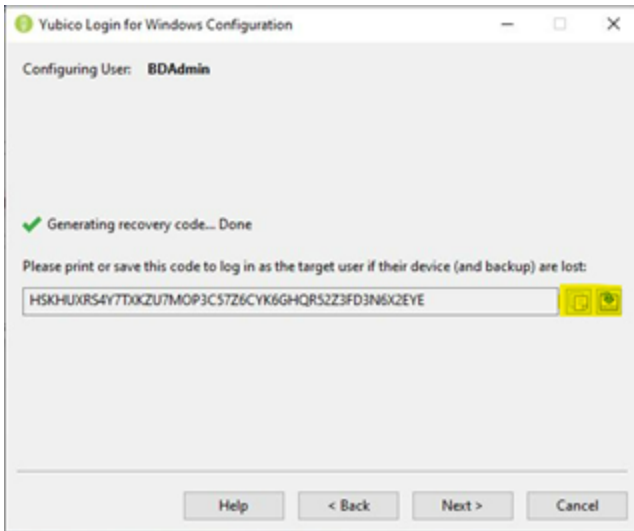 Yubico Login for Windows Configuration
Configuring User: BDAdmin
Generating recovery code... Done
Please print or save this code to log in as the target user if their device (and backup) are lost:
HSKHUXRS4Y7TXKZU7MOP3C57Z6CYK6GHQR52Z3FD3N6X2EYE
Help < Back Next > Cancel